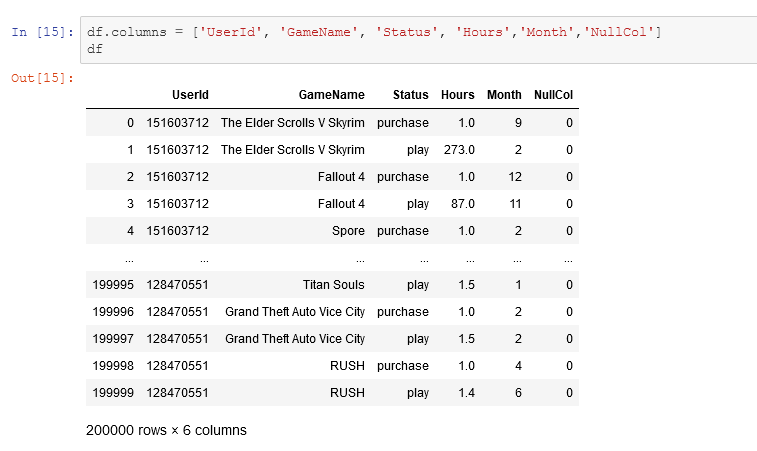 In [15]: df.columns = ['UserId', 'GameName', 'Status', 'Hours','Month','NullCol']
df
Out[15]:
UserId GameName Status Hours Month NullCol
0 151603712 The Elder Scrolls V Skyrim purchase 1.0 9 0
1 151603712 The Elder Scrolls V Skyrim play 273.0 2 0
2 151603712 Fallout 4 purchase 1.0 12 0
3 151603712 Fallout 4 play 87.0 11 0
4 151603712 Spore purchase 1.0 2 0
... ... ... ... ... ... ...
199995 128470551 Titan Souls play 1.5 1 0
199996 128470551 Grand Theft Auto Vice City purchase 1.0 2 0
199997 128470551 Grand Theft Auto Vice City play 1.5 2 0
199998 128470551 RUSH purchase 1.0 4 0
199999 128470551 RUSH play 1.4 6 0
200000 rows × 6 columns